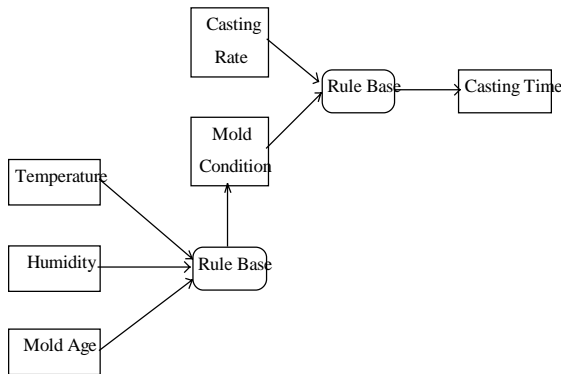 Casting
Rate
Rule Base
Casting Time
Mold
Condition
Temperature
Humidity
Rule Base
Mold Age